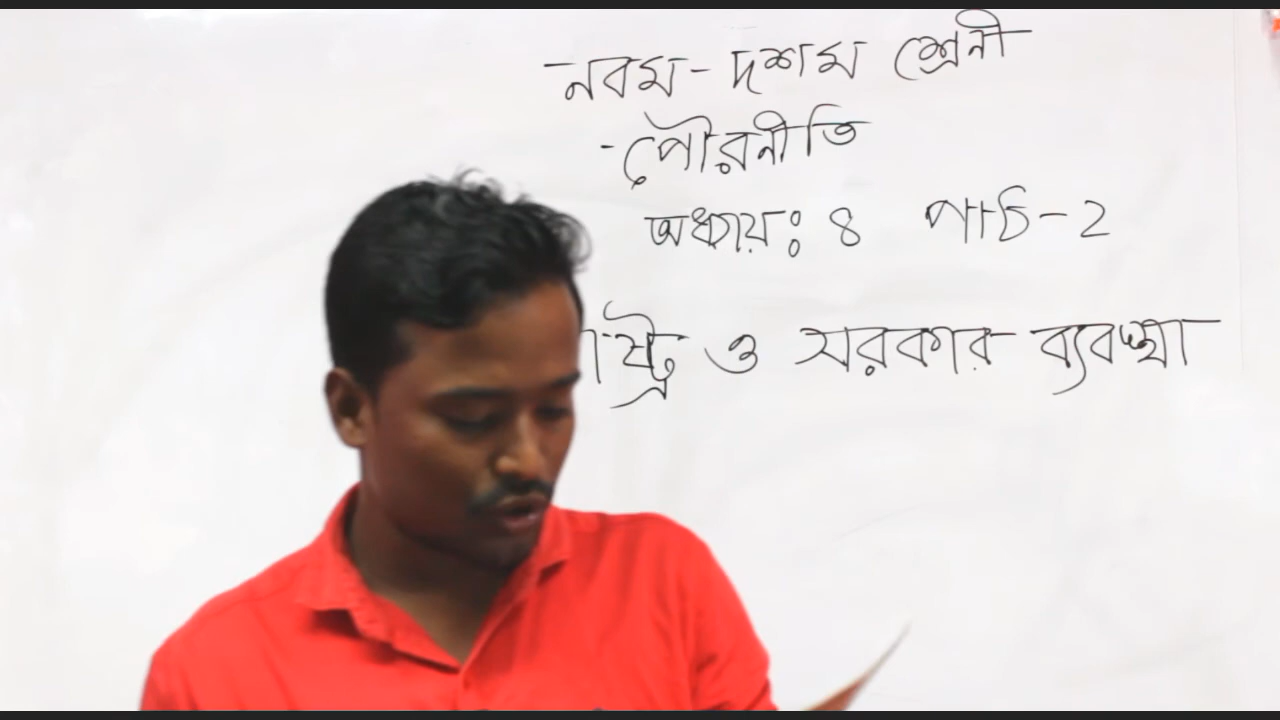 নবম-দশম শ্রেনী
-পৌরনীতি
অধ্যায়ঃ ৪ পাঠ-2
াষ্ট্র ও সরকার ব্যবস্থা